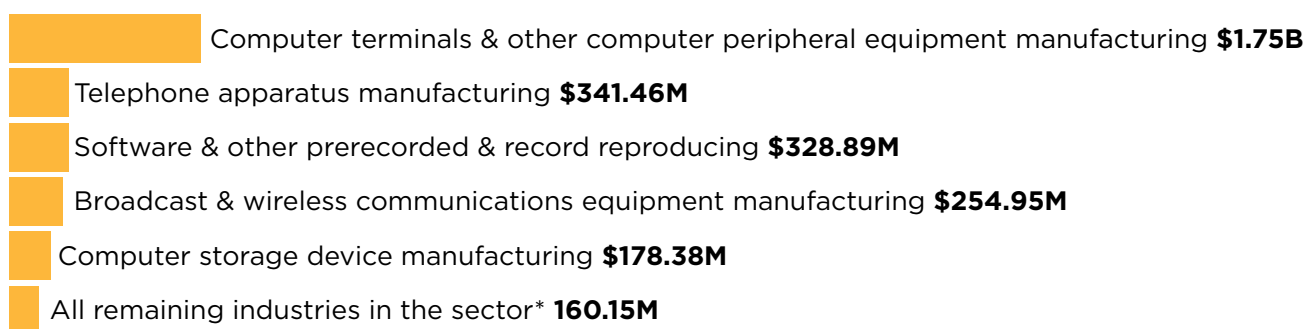 Computer terminals & other computer peripheral equipment manufacturing $1.75B
Telephone apparatus manufacturing $341.46M
Software & other prerecorded & record reproducing $328.89M
Broadcast & wireless communications equipment manufacturing $254.95M
Computer storage device manufacturing $178.38M
All remaining industries in the sector* 160.15M